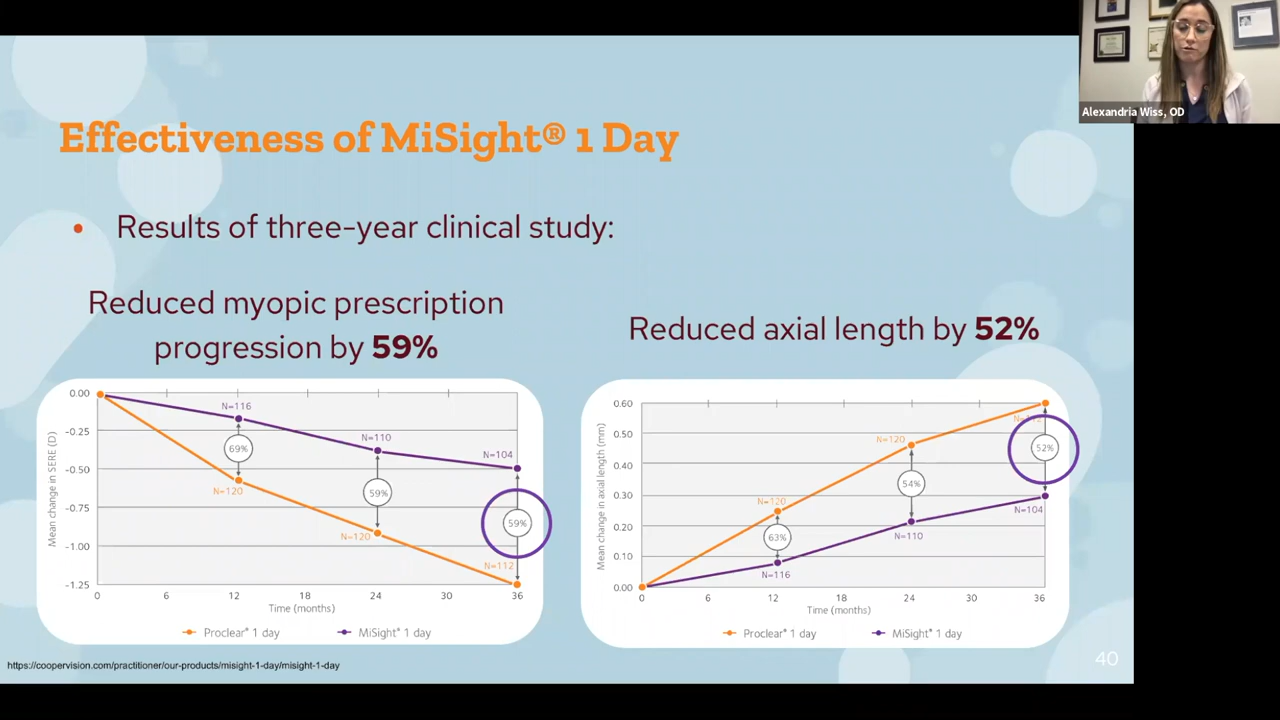 Alexandria Wiss, OD
Effectiveness of MiSight® 1 Day
• Results of three-year clinical study:
Reduced myopic prescription
progression by 59%
Reduced axial length by 52%
Mean change in SERE (D)
0.00
-0.25
-0.50
-0.75
-1.00
-1.25
N=116
N=110
N=104
69%
59%
59%
N=120
N=120
N=112
0
6
12
18
24
30
36
Time (months)
Proclear® 1 day
MiSight® 1 day
Mean change in axial length (mm)
0.60
0.50
0.40
0.30
0.20
0.10
0.00
N=120
N=120
63%
54%
52%
N=116
N=110
N=104
0
6
12
18
24
30
36
Time (months)
Proclear® 1 day
MiSight® 1 day
https://coopervision.com/practitioner/our-products/misight-1-day/misight-1-day
40